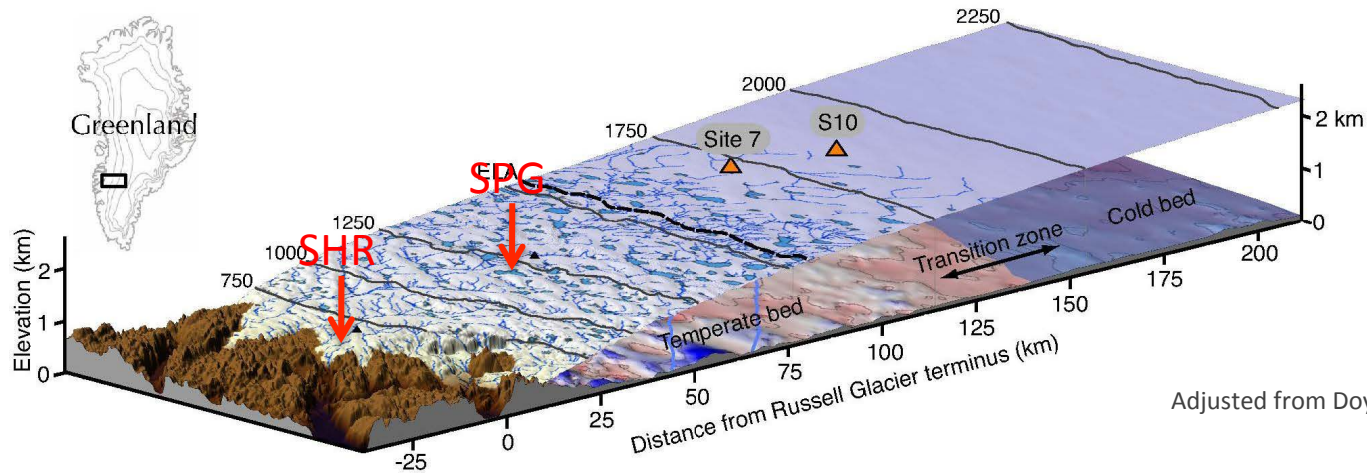 Greenland
2250
2000
1750
Site 7
S10
2 km
1
0
ELA
SPG
1250
1000
SHR
750
Elevation (km)
2
1
0
Cold bed
Transition zone
Temperate bed
-25
0
25
50
75
100
125
150
175
200
Distance from Russell Glacier terminus (km)
Adjusted from Doy